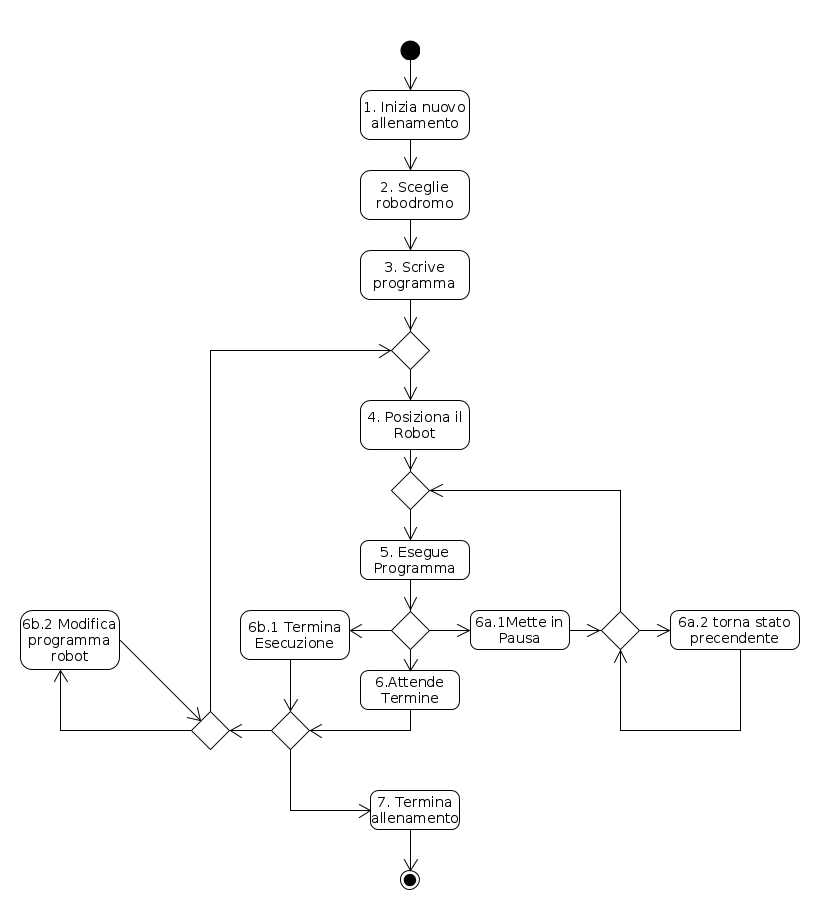 1. Inizia nuovo
allenamento
2. Sceglie
robodromo
3. Scrive
programma
4. Posiziona il
Robot
5. Esegue
Programma
6b.2 Modifica
programma
robot
6b.1 Termina
Esecuzione
6a.1Mette in
Pausa
6a.2 torna stato
precendente
6.Attende
Termine
7. Termina
allenamento